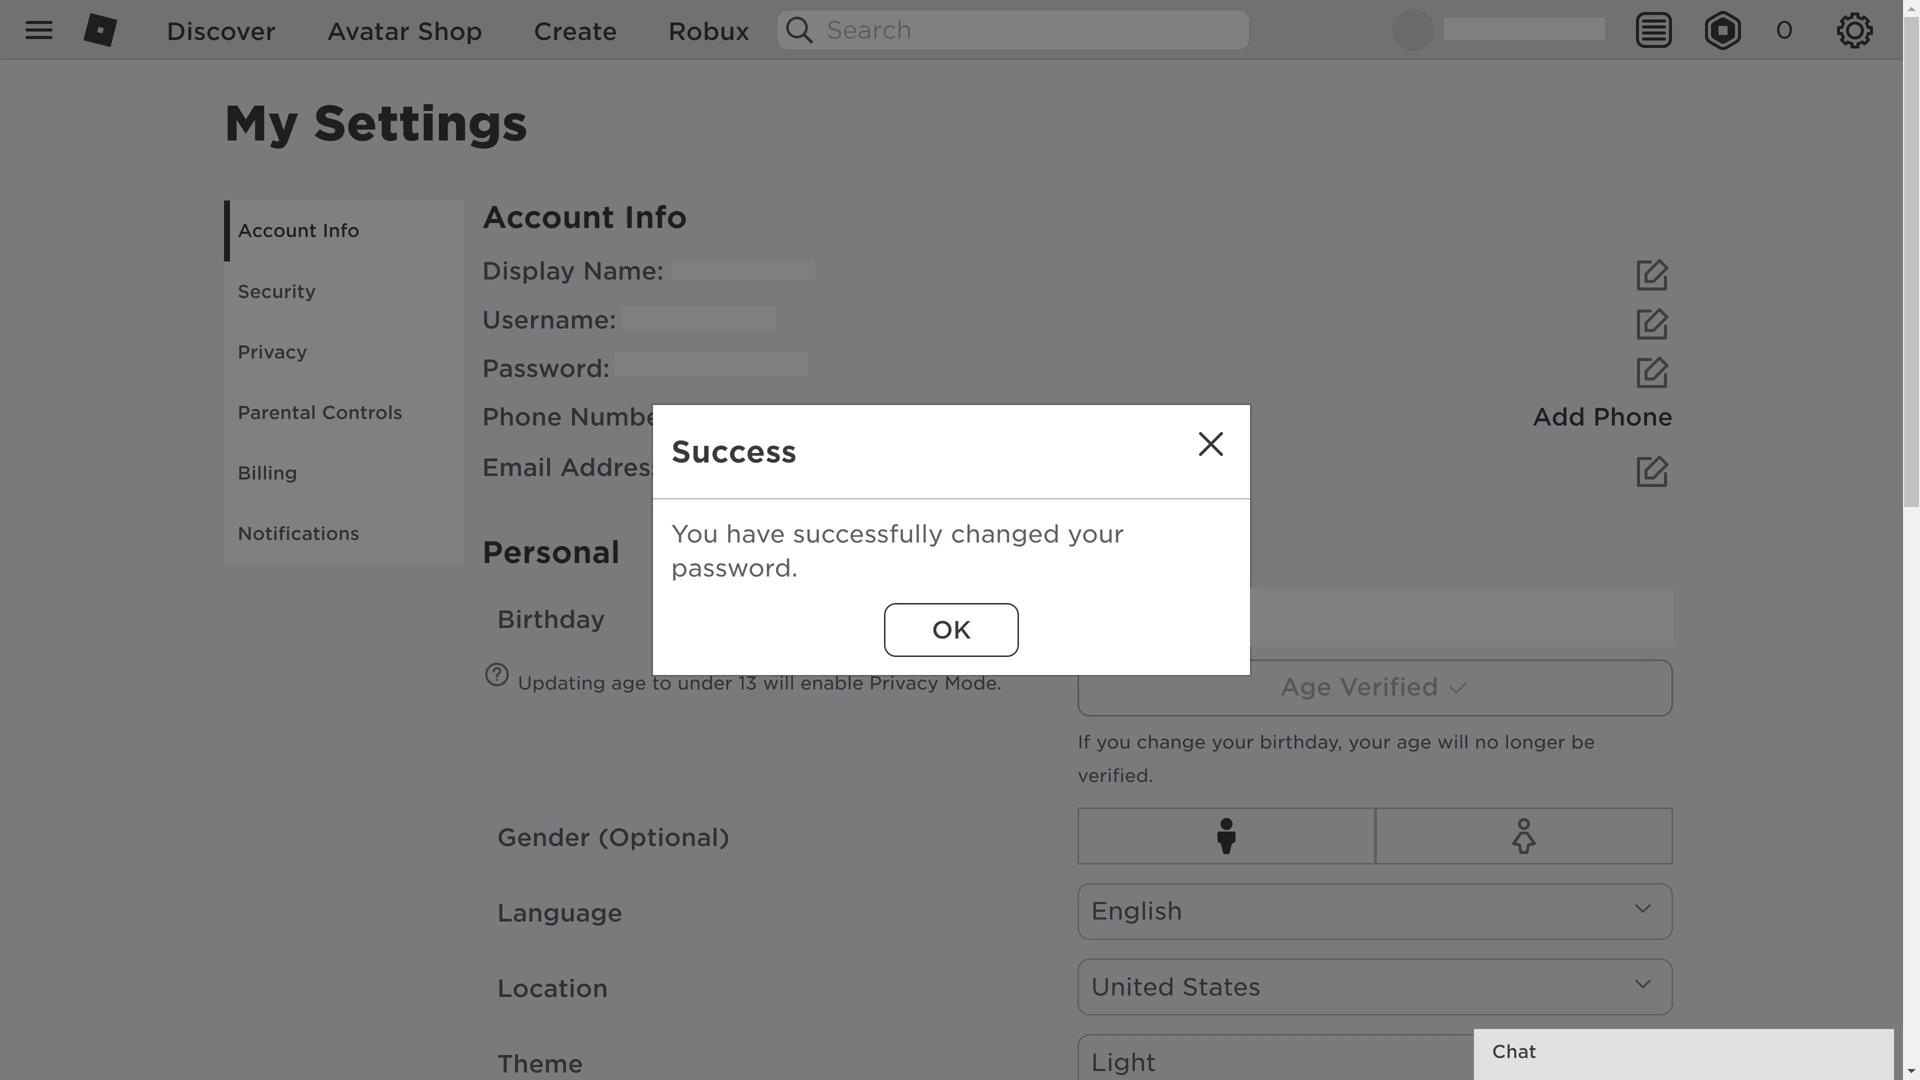 Discover Avatar Shop Create Robux Search 0
My Settings
Account Info
Security
Privacy
Parental Controls
Billing
Notifications
Account Info
Display Name:
Username:
Password:
Phone Numbe
Add Phone
Email Address
Success
You have successfully changed your
password.
OK
Personal
Birthday
Updating age to under 13 will enable Privacy Mode.
Age Verified
If you change your birthday, your age will no longer be
verified.
Gender (Optional)
Language
English
Location
United States
Theme
Light
Chat